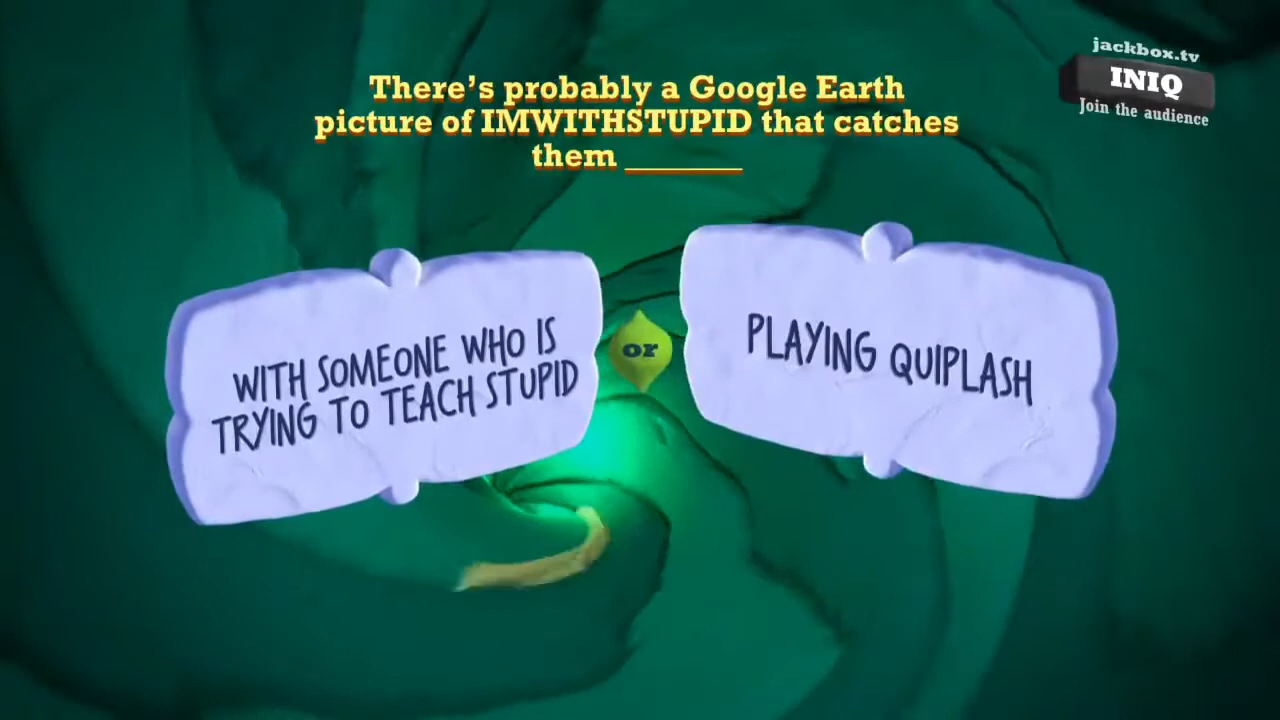 jackbox.tv
INIQ
Join the audience
There's probably a Google Earth
picture of IMWITHSTUPID that catches
them ________
WITH SOMEONE WHO IS
TRYING TO TEACH STUPID
or
PLAYING QUIPLASH